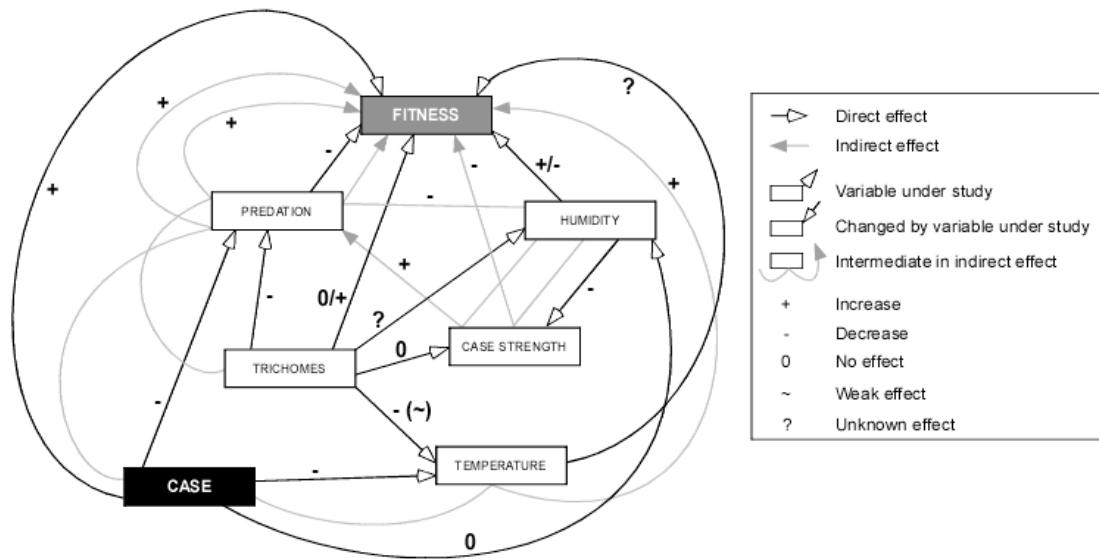 ?
+
+
FITNESS
+
-
-
+/-
+
PREDATION
-
HUMIDITY
+
-
0/+
?
-
0
CASE STRENGTH
TRICHOMES
- (~)
-
TEMPERATURE
-
CASE
0
Direct effect
Indirect effect
Variable under study
Changed by variable under study
Intermediate in indirect effect
+ Increase
- Decrease
0 No effect
~ Weak effect
? Unknown effect